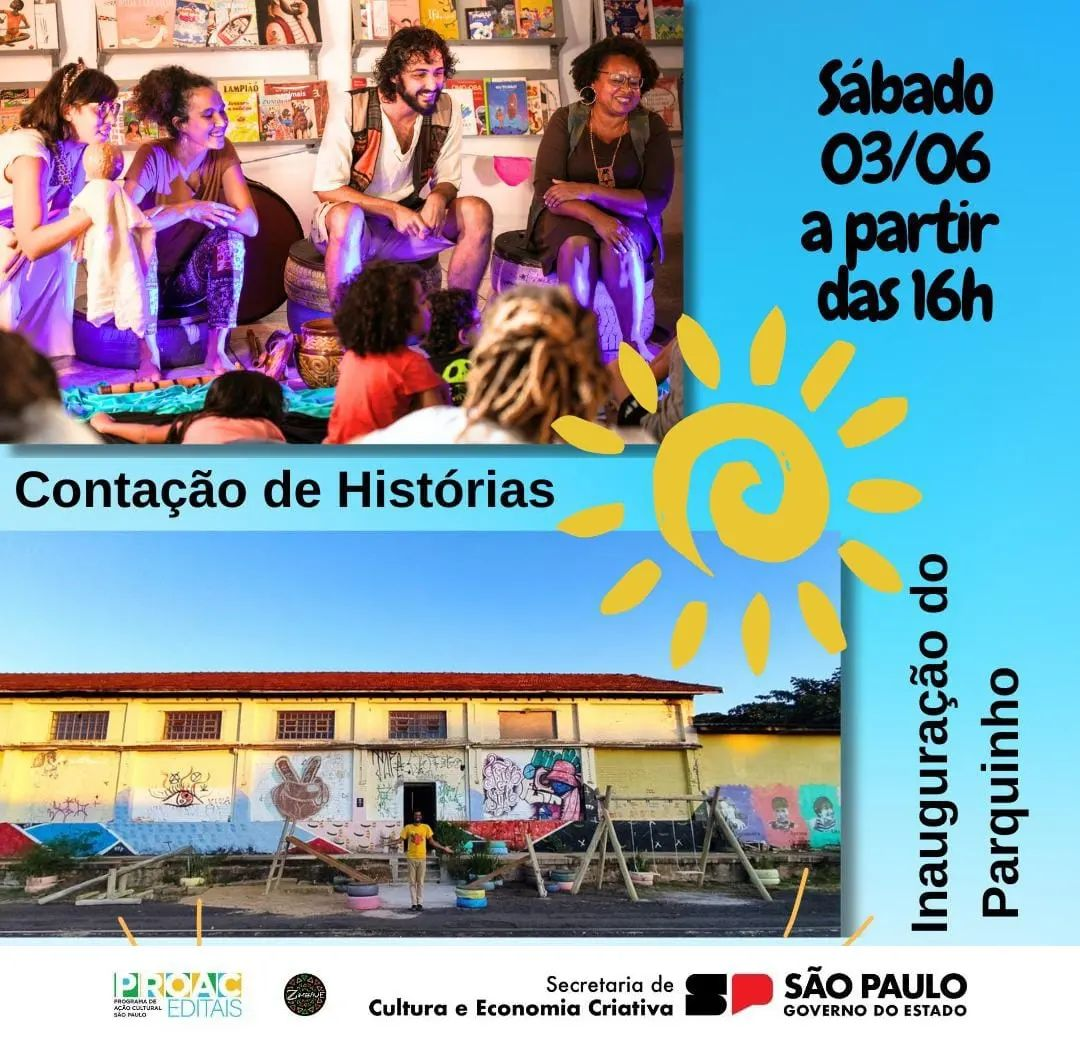 LAMPIÃO
Sábado
03/06
a partir
das 16h
Contação de Histórias
Inauguração do
Parquinho
PROAC
PROGRAMA DE
AÇÃO CULTURAL
SÃO PAULO
EDITAIS
Secretaria de
Cultura e Economia Criativa
SP
SÃO PAULO
GOVERNO DO ESTADO